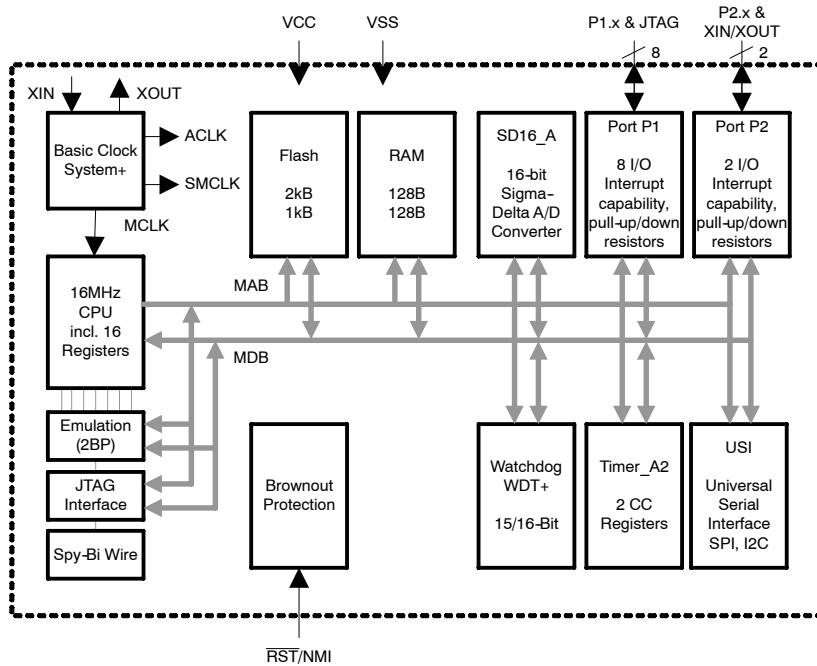 VCC
VSS
P1.x & JTAG
8
P2.x &
XIN/XOUT
2
XIN
XOUT
Basic Clock
System+
ACLK
SMCLK
MCLK
Flash
2kB
1kB
RAM
128B
128B
SD16_A
16-bit
Sigma-
Delta A/D
Converter
Port P1
8 I/O
Interrupt
capability,
pull-up/down
resistors
Port P2
2 I/O
Interrupt
capability,
pull-up/down
resistors
16MHz
CPU
incl. 16
Registers
MAB
MDB
Emulation
(2BP)
JTAG
Interface
Spy-Bi Wire
Brownout
Protection
Watchdog
WDT+
15/16-Bit
Timer_A2
2 CC
Registers
USI
Universal
Serial
Interface
SPI, I2C
RST/NMI